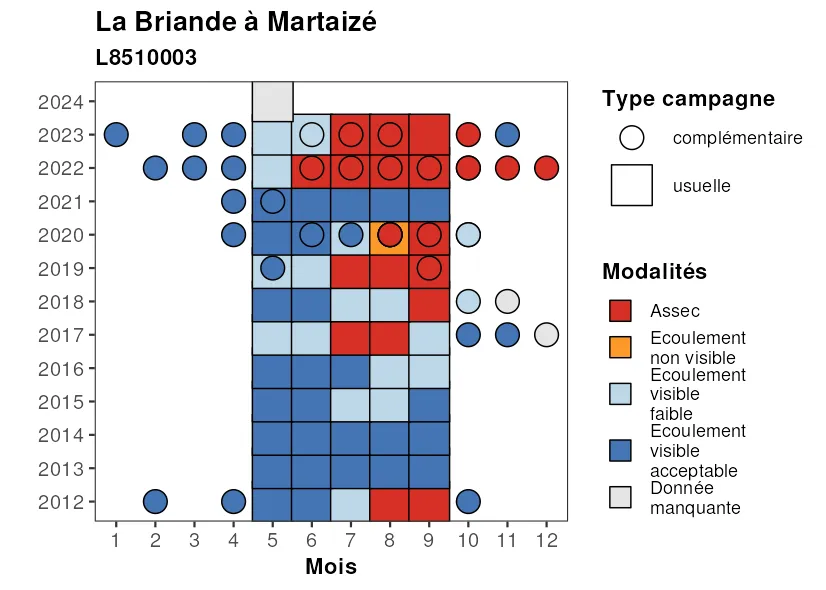 La Briande à Martaizé
L8510003
2024
2023
2022
2021
2020
2019
2018
2017
2016
2015
2014
2013
2012
1 2 3 4 5 6 7 8 9 10 11 12
Mois
Type campagne
complémentaire
usuelle
Modalités
Assec
Ecoulement
non visible
Ecoulement
visible
faible
Ecoulement
visible
acceptable
Donnée
manquante